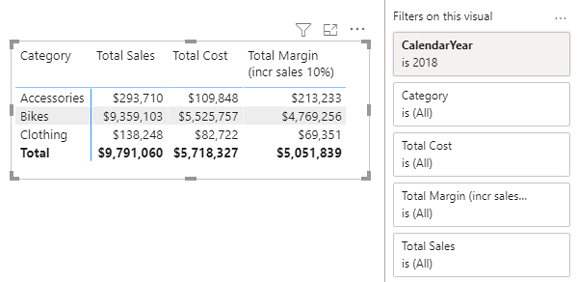 Category Total Sales Total Cost Total Margin
(incr sales 10%)
Accessories $293,710 $109,848 $213,233
Bikes $9,359,103 $5,525,757 $4,769,256
Clothing $138,248 $82,722 $69,351
Total $9,791,060 $5,718,327 $5,051,839
Filters on this visual ...
CalendarYear
is 2018
Category
is (All)
Total Cost
is (All)
Total Margin (incr sales...
is (All)
Total Sales
is (All)